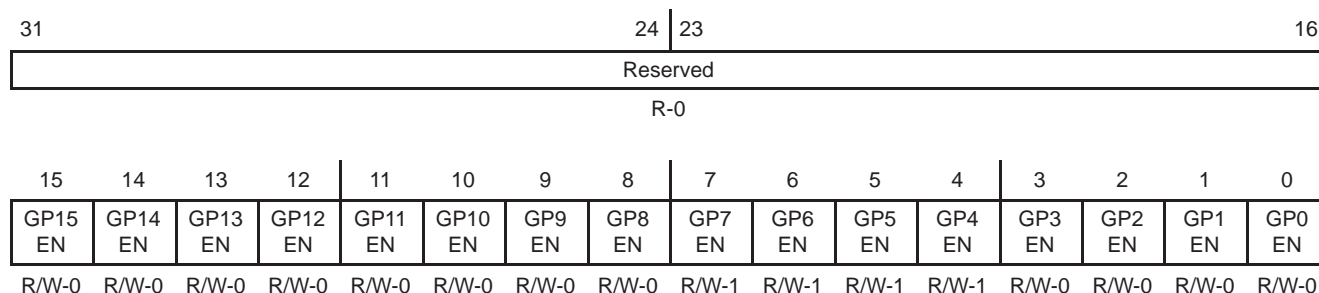 31 24 23 16
Reserved
R-0
15 14 13 12 11 10 9 8 7 6 5 4 3 2 1 0
GP15 GP14 GP13 GP12 GP11 GP10 GP9 GP8 GP7 GP6 GP5 GP4 GP3 GP2 GP1 GP0
EN EN EN EN EN EN EN EN EN EN EN EN EN EN EN EN
R/W-0 R/W-0 R/W-0 R/W-0 R/W-0 R/W-0 R/W-0 R/W-0 R/W-1 R/W-1 R/W-1 R/W-1 R/W-0 R/W-0 R/W-0 R/W-0